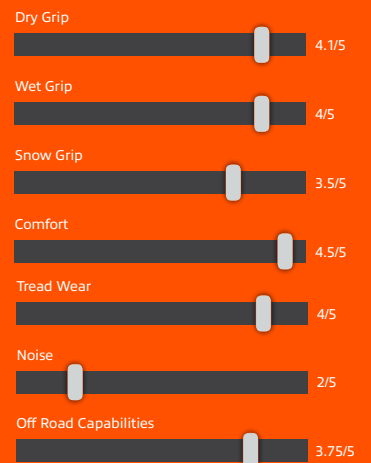 Dry Grip
4.1/5
Wet Grip
4/5
Snow Grip
3.5/5
Comfort
4.5/5
Tread Wear
4/5
Noise
2/5
Off Road Capabilities
3.75/5